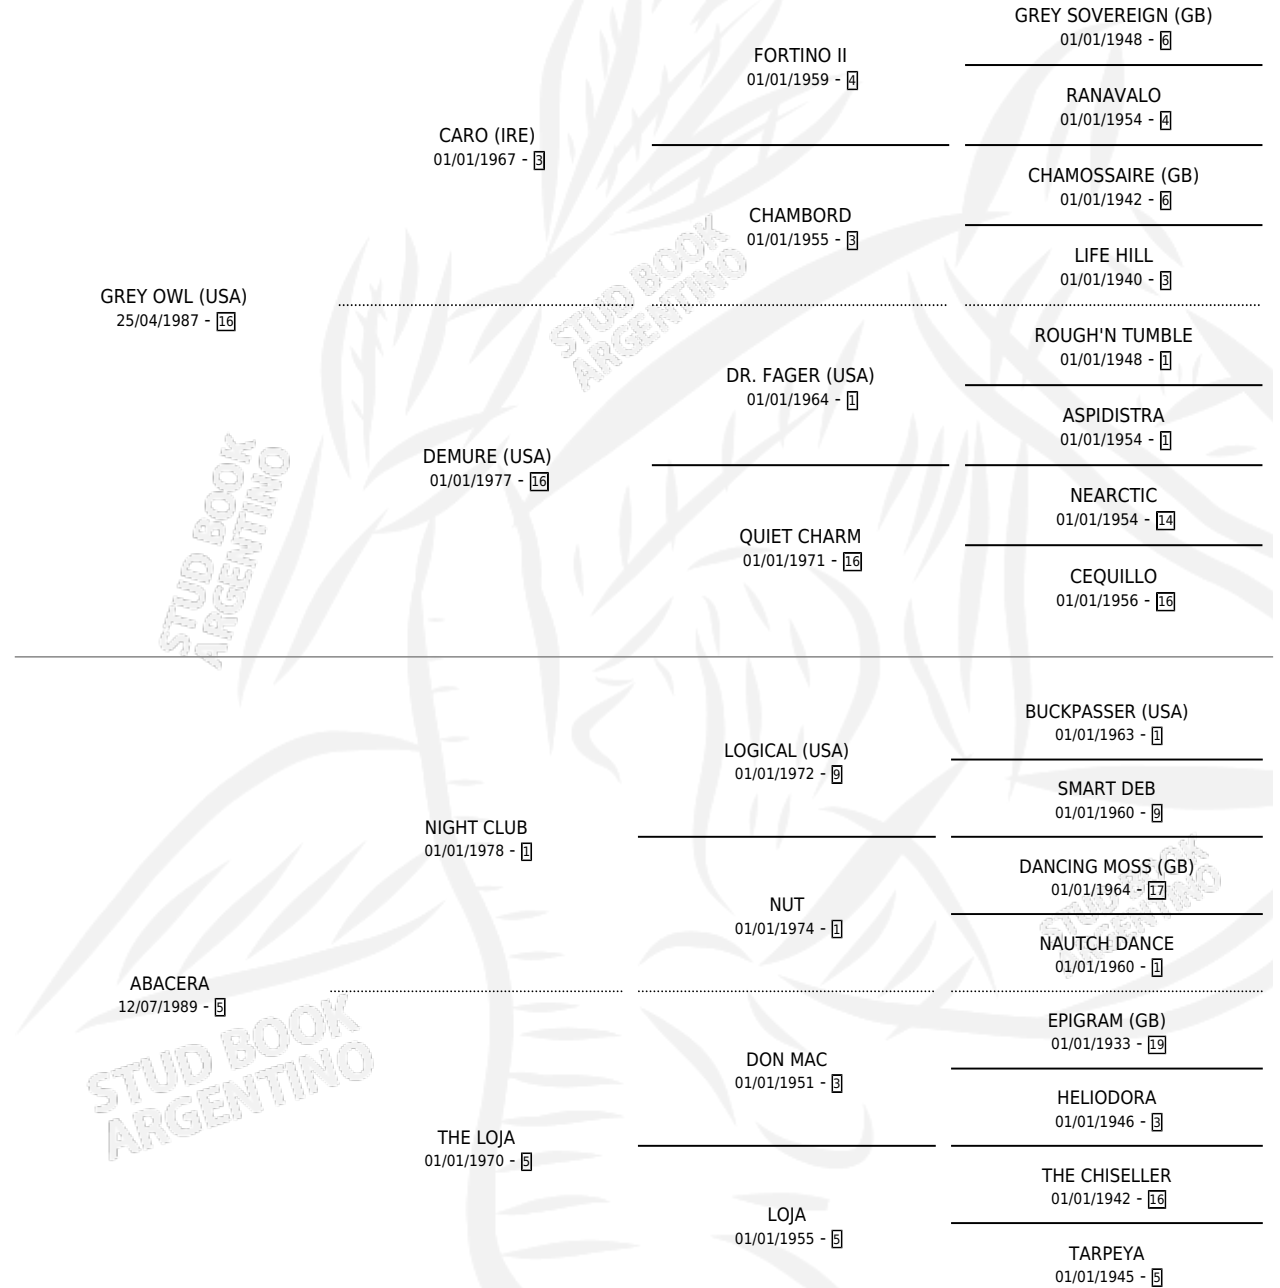 GREY SOVEREIGN (GB)
01/01/1948 - 6
FORTINO II
01/01/1959 - 4
RANAVALO
01/01/1954 - 4
CARO (IRE)
01/01/1967 - 3
CHAMOSSAIRE (GB)
01/01/1942 - 6
CHAMBORD
01/01/1955 - 3
LIFE HILL
01/01/1940 - 3
GREY OWL (USA)
25/04/1987 - 16
STUD BOOK
ARGENTINO
ROUGH'N TUMBLE
01/01/1948 - 1
DR. FAGER (USA)
01/01/1964 - 1
ASPIDISTRA
01/01/1954 - 1
DEMURE (USA)
01/01/1977 - 16
STUD BOOK
ARGENTINO
NEARCTIC
01/01/1954 - 14
QUIET CHARM
01/01/1971 - 16
CEQUILLO
01/01/1956 - 16
BUCKPASSER (USA)
01/01/1963 - 1
LOGICAL (USA)
01/01/1972 - 9
SMART DEB
01/01/1960 - 9
NIGHT CLUB
01/01/1978 - 1
DANCING MOSS (GB)
01/01/1964 - 17
STUD BOOK
ARGENTINO
NUT
01/01/1974 - 1
NAUTCH DANCE
01/01/1960 - 1
ABACERA
12/07/1989 - 5
STUD BOOK
ARGENTINO
EPIGRAM (GB)
01/01/1933 - 19
DON MAC
01/01/1951 - 3
HELIODORA
01/01/1946 - 3
THE LOJA
01/01/1970 - 5
THE CHISELLER
01/01/1942 - 16
LOJA
01/01/1955 - 5
TARPEYA
01/01/1945 - 5